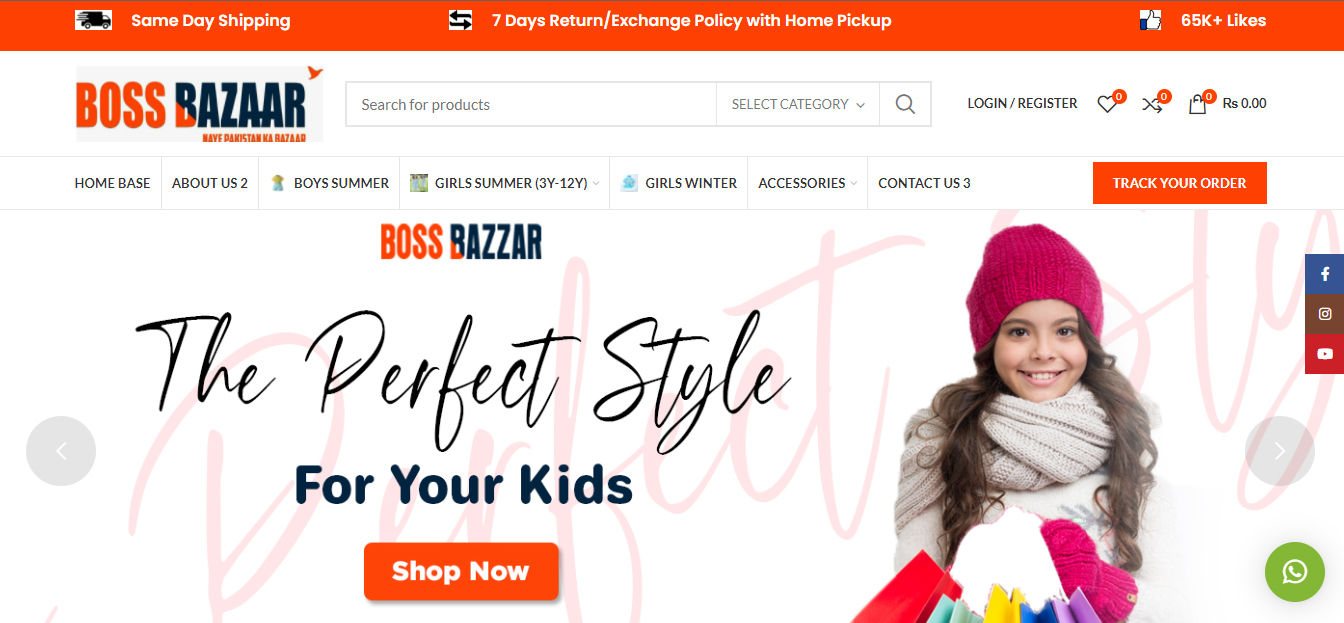 Same Day Shipping
7 Days Return/Exchange Policy with Home Pickup
65K+ Likes
BOSS BAZAAR
NAYE PAKISTAN KA BAZAAR
Search for products
SELECT CATEGORY
LOGIN / REGISTER
0
0
0
₨ 0.00
HOME BASE
ABOUT US 2
BOYS SUMMER
GIRLS SUMMER (3Y-12Y)
GIRLS WINTER
ACCESSORIES
CONTACT US 3
TRACK YOUR ORDER
BOSS BAZZAR
Perfect Sty
The Perfect Style
For Your Kids
Shop Now